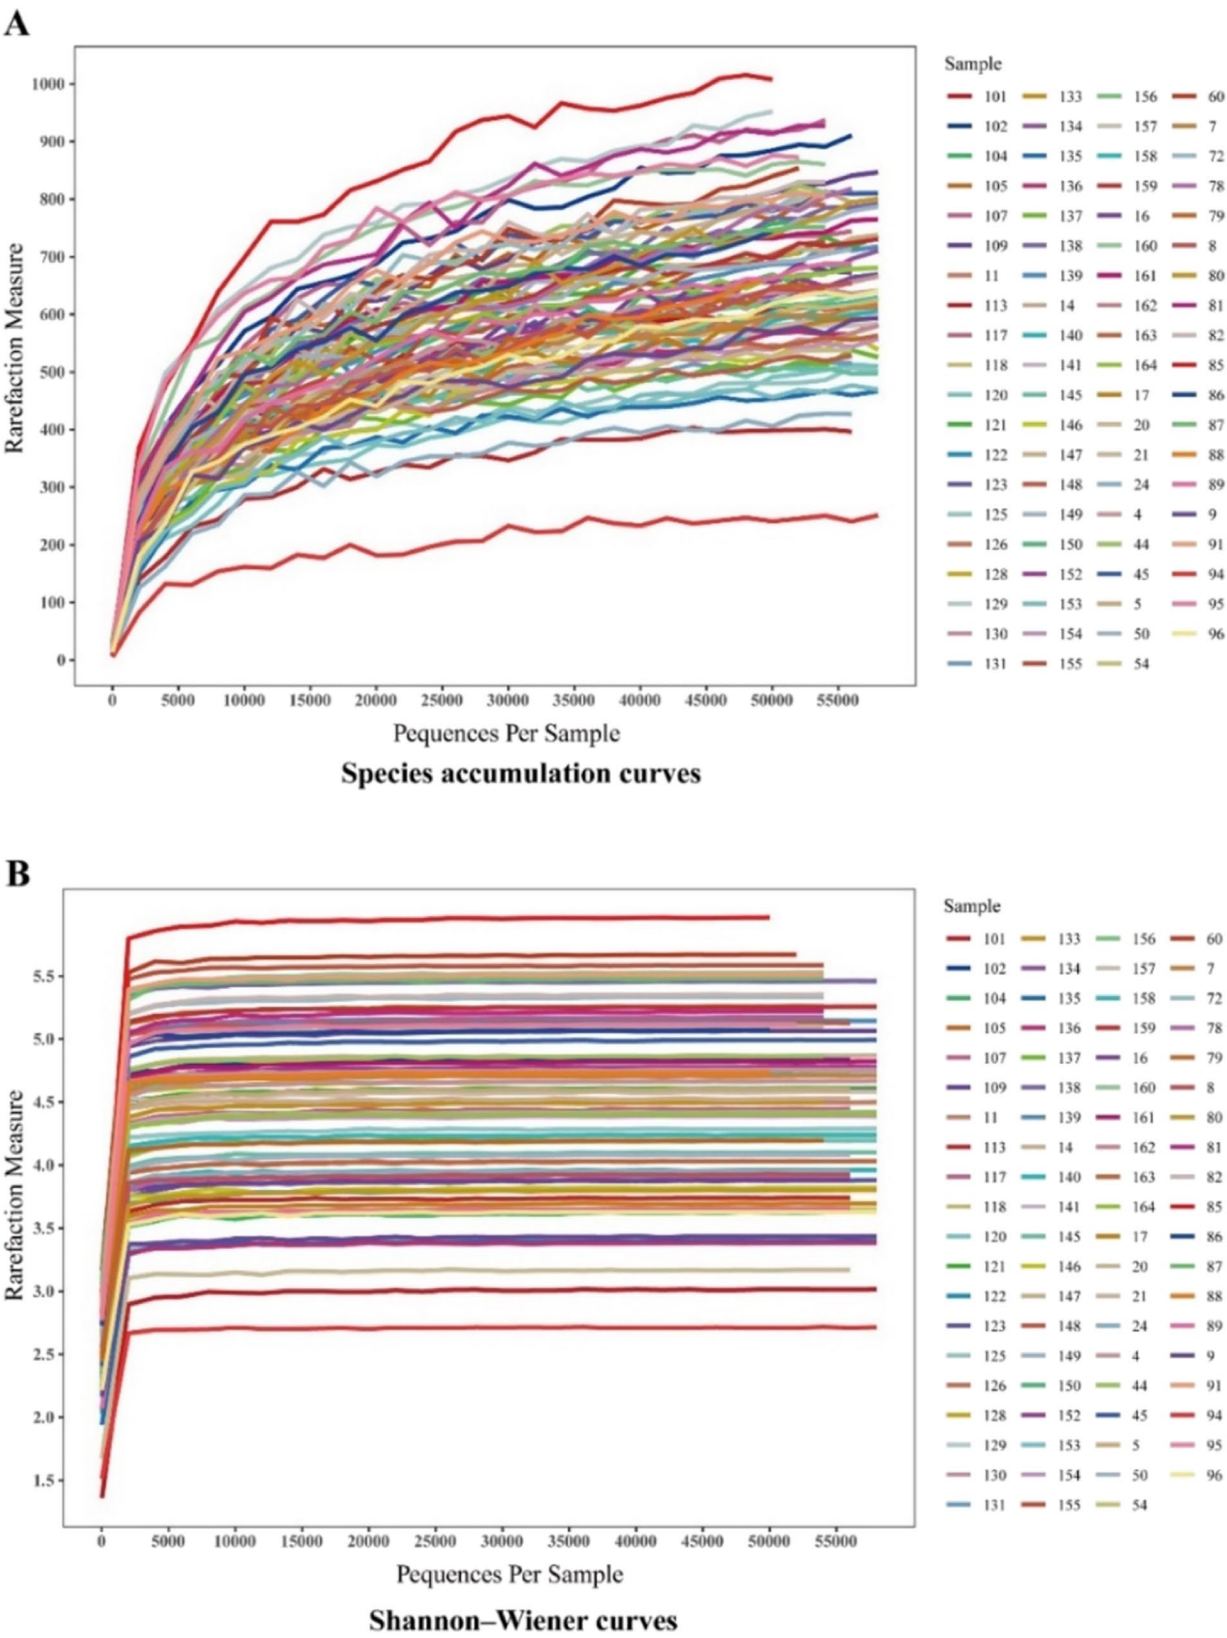 A
1000
900
800
700
600
500
400
300
200
100
0
Rarefaction Measure
0 5000 10000 15000 20000 25000 30000 35000 40000 45000 50000 55000
Pequences Per Sample
Species accumulation curves
Sample
101 133 156 60
102 134 157 7
104 135 158 72
105 136 159 78
107 137 16 79
109 138 160 8
11 139 161 80
113 14 162 81
117 140 163 82
118 141 164 85
120 145 17 86
121 146 20 87
122 147 21 88
123 148 24 89
125 149 4 9
126 150 44 91
128 152 45 94
129 153 5 95
130 154 50 96
131 155 54
B
5.5
5.0
4.5
4.0
3.5
3.0
2.5
2.0
1.5
Rarefaction Measure
0 5000 10000 15000 20000 25000 30000 35000 40000 45000 50000 55000
Pequences Per Sample
Shannon–Wiener curves
Sample
101 133 156 60
102 134 157 7
104 135 158 72
105 136 159 78
107 137 16 79
109 138 160 8
11 139 161 80
113 14 162 81
117 140 163 82
118 141 164 85
120 145 17 86
121 146 20 87
122 147 21 88
123 148 24 89
125 149 4 9
126 150 44 91
128 152 45 94
129 153 5 95
130 154 50 96
131 155 54